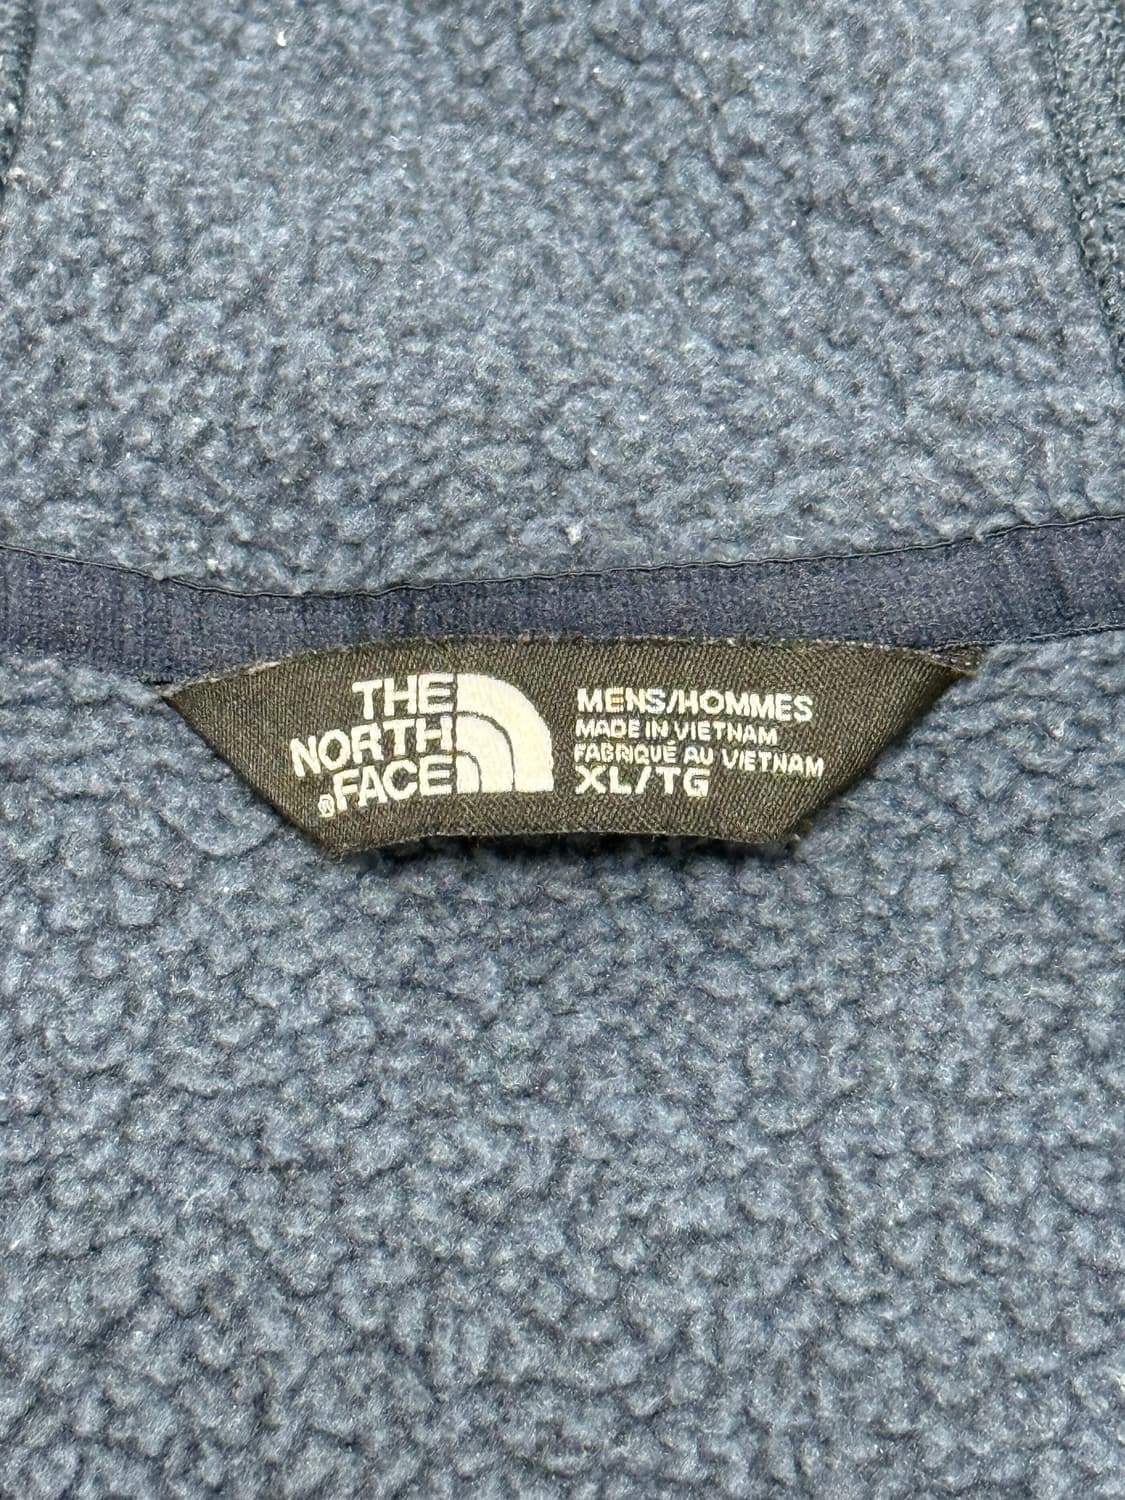 THE
NORTH
®FACE
MENS/HOMMES
MADE IN VIETNAM
FABRIQUÉ AU VIETNAM
XL/TG